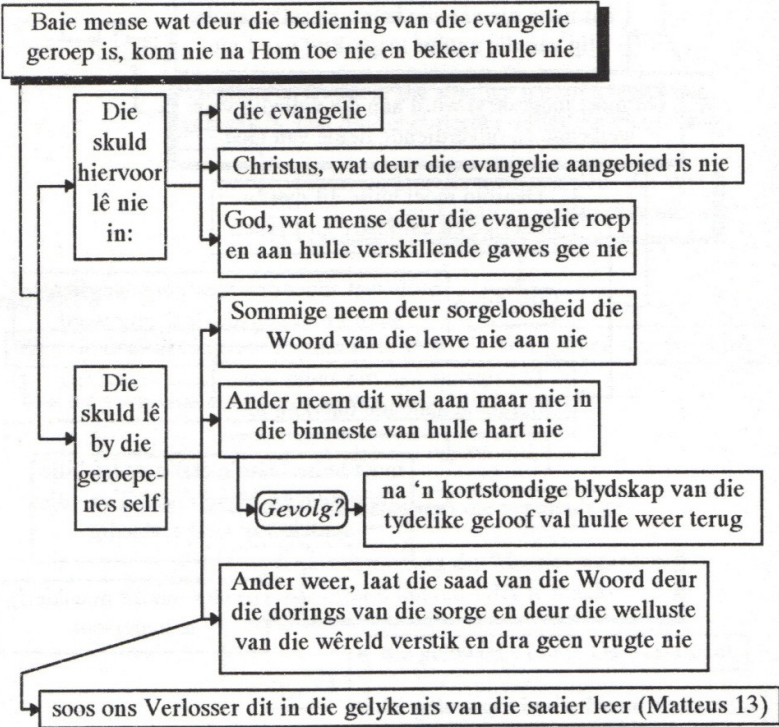 Baie mense wat deur die bediening van die evangelie
geroep is, kom nie na Hom toe nie en bekeer hulle nie
Die
skuld
hiervoor
lê nie
in:
die evangelie
Christus, wat deur die evangelie aangebied is nie
God, wat mense deur die evangelie roep
en aan hulle verskillende gawes gee nie
Die
skuld lê
by die
geroepe-
nes self
Sommige neem deur sorgeloosheid die
Woord van die lewe nie aan nie
Ander neem dit wel aan maar nie in
die binneste van hulle hart nie
Gevolg?
na ‘n kortstondige blydskap van die
tydelike geloof val hulle weer terug
Ander weer, laat die saad van die Woord deur
die dorings van die sorge en deur die welluste
van die wêreld verstik en dra geen vrugte nie
soos ons Verlosser dit in die gelykenis van die saaier leer (Matteus 13)